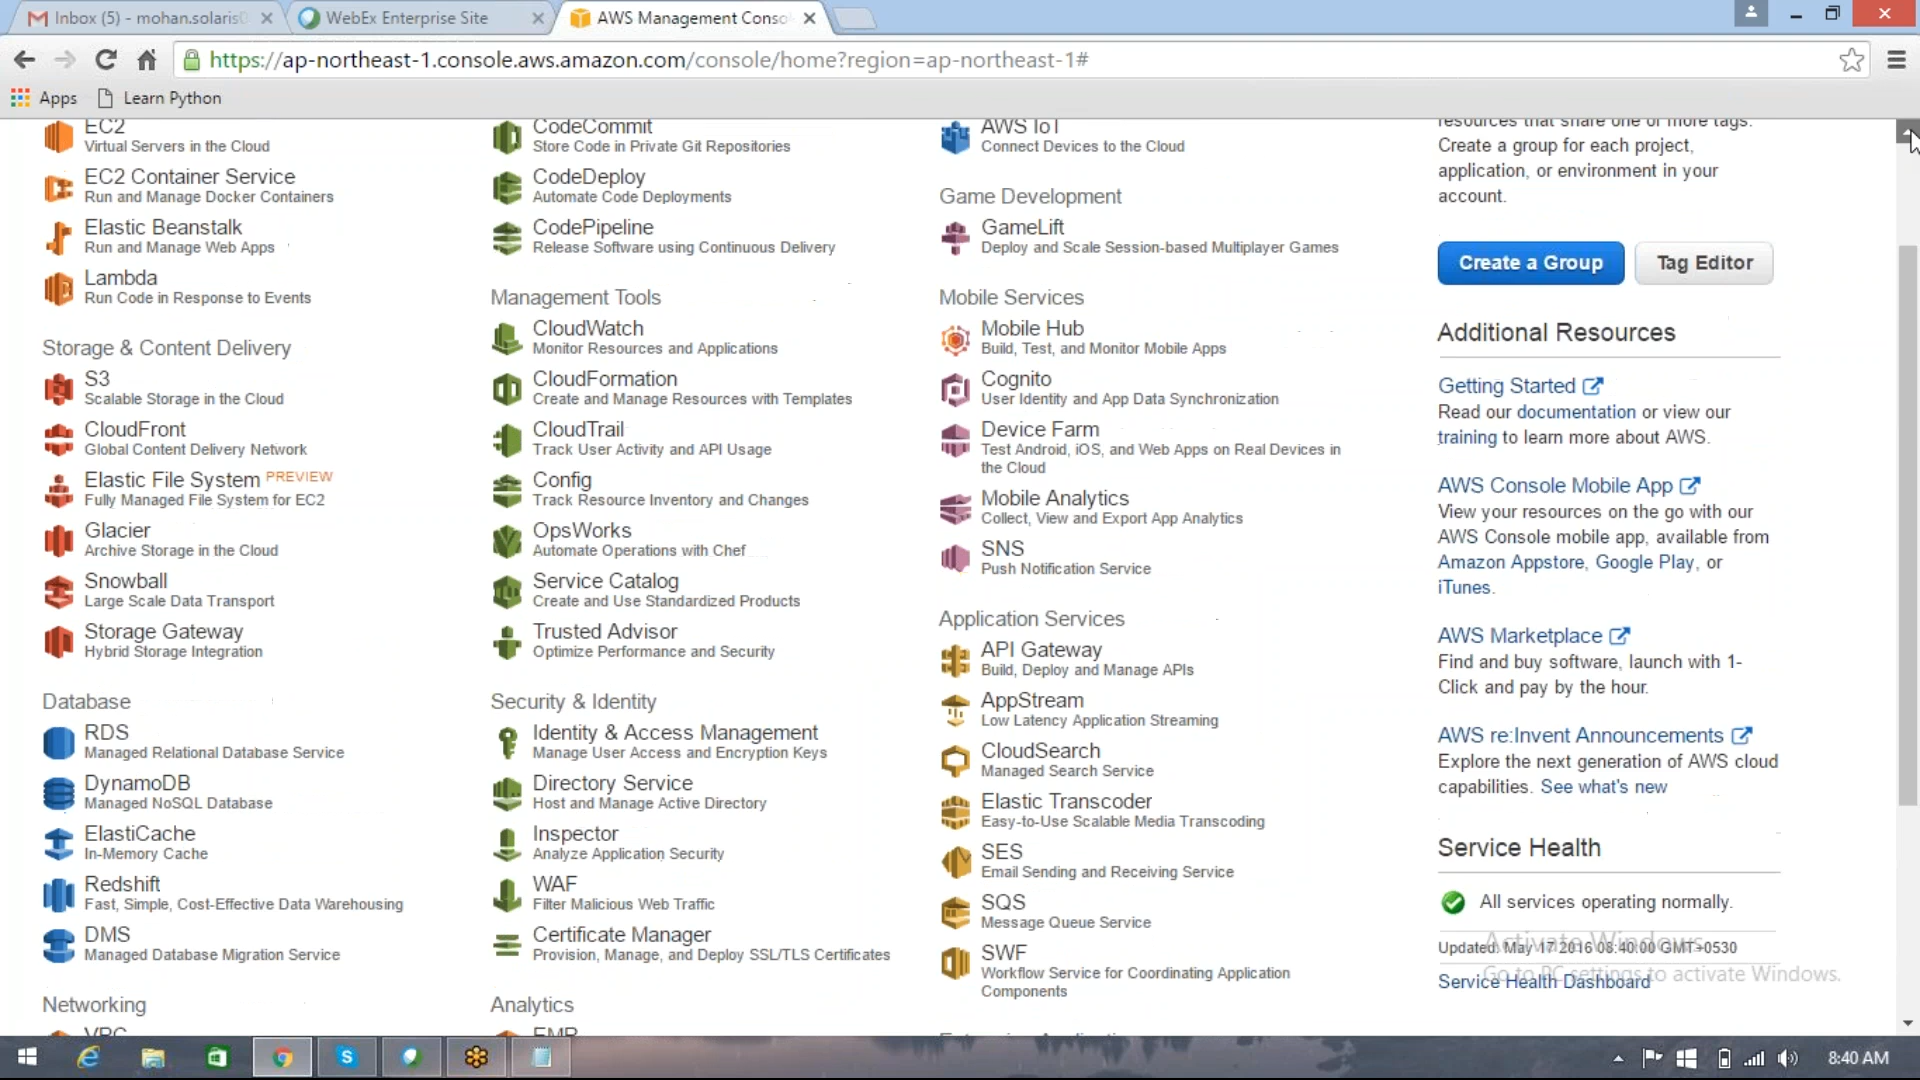 Inbox (5) - mohan.solaris
WebEx Enterprise Site
AWS Management Conso
https://ap-northeast-1.console.aws.amazon.com/console/home?region=ap-northeast-1#
Apps
Learn Python
EC2
Virtual Servers in the Cloud
EC2 Container Service
Run and Manage Docker Containers
Elastic Beanstalk
Run and Manage Web Apps
Lambda
Run Code in Response to Events
Storage & Content Delivery
S3
Scalable Storage in the Cloud
CloudFront
Global Content Delivery Network
Elastic File System PREVIEW
Fully Managed File System for EC2
Glacier
Archive Storage in the Cloud
Snowball
Large Scale Data Transport
Storage Gateway
Hybrid Storage Integration
Database
RDS
Managed Relational Database Service
DynamoDB
Managed NoSQL Database
ElastiCache
In-Memory Cache
Redshift
Fast, Simple, Cost-Effective Data Warehousing
DMS
Managed Database Migration Service
Networking
VPC
CodeCommit
Store Code in Private Git Repositories
CodeDeploy
Automate Code Deployments
CodePipeline
Release Software using Continuous Delivery
Management Tools
CloudWatch
Monitor Resources and Applications
CloudFormation
Create and Manage Resources with Templates
CloudTrail
Track User Activity and API Usage
Config
Track Resource Inventory and Changes
OpsWorks
Automate Operations with Chef
Service Catalog
Create and Use Standardized Products
Trusted Advisor
Optimize Performance and Security
Security & Identity
Identity & Access Management
Manage User Access and Encryption Keys
Directory Service
Host and Manage Active Directory
Inspector
Analyze Application Security
WAF
Filter Malicious Web Traffic
Certificate Manager
Provision, Manage, and Deploy SSL/TLS Certificates
Analytics
EMR
AWS IoT
Connect Devices to the Cloud
Game Development
GameLift
Deploy and Scale Session-based Multiplayer Games
Mobile Services
Mobile Hub
Build, Test, and Monitor Mobile Apps
Cognito
User Identity and App Data Synchronization
Device Farm
Test Android, iOS, and Web Apps on Real Devices in
the Cloud
Mobile Analytics
Collect, View and Export App Analytics
SNS
Push Notification Service
Application Services
API Gateway
Build, Deploy and Manage APIs
AppStream
Low Latency Application Streaming
CloudSearch
Managed Search Service
Elastic Transcoder
Easy-to-Use Scalable Media Transcoding
SES
Email Sending and Receiving Service
SQS
Message Queue Service
SWF
Workflow Service for Coordinating Application
Components
resources that share one or more tags.
Create a group for each project,
application, or environment in your
account.
Create a Group
Tag Editor
Additional Resources
Getting Started
Read our documentation or view our
training to learn more about AWS.
AWS Console Mobile App
View your resources on the go with our
AWS Console mobile app, available from
Amazon Appstore, Google Play, or
iTunes.
AWS Marketplace
Find and buy software, launch with 1-
Click and pay by the hour.
AWS re:Invent Announcements
Explore the next generation of AWS cloud
capabilities. See what's new
Service Health
All services operating normally.
Activate Windows
Updated: May 17 2016 08:40:00 GMT+0530
Go to PC settings to activate Windows.
Service Health Dashboard
8:40 AM